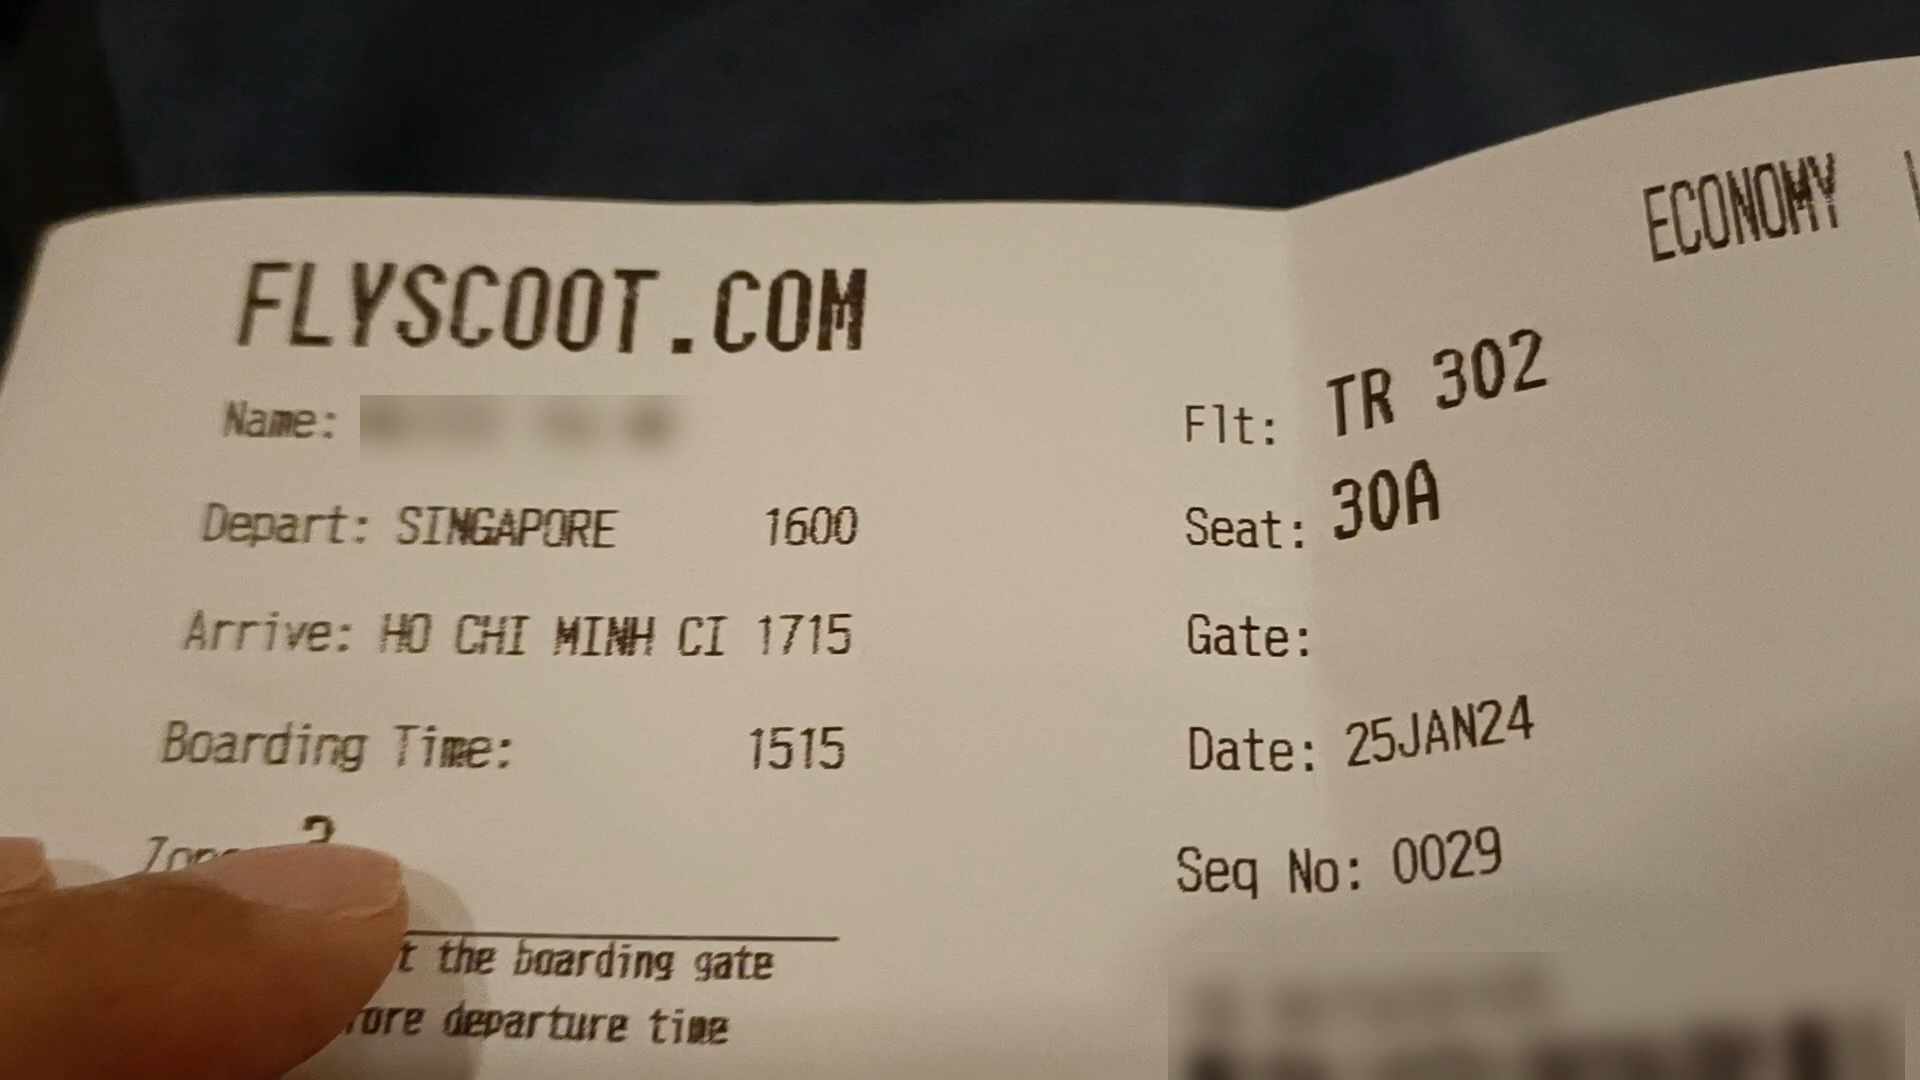 ECONOMY
FLYSCOOT.COM
Name:
Flt: TR 302
Depart: SINGAPORE 1600
Seat: 30A
Arrive: HO CHI MINH CI 1715
Gate:
Boarding Time: 1515
Date: 25JAN24
Seq No: 0029
the boarding gate
departure time